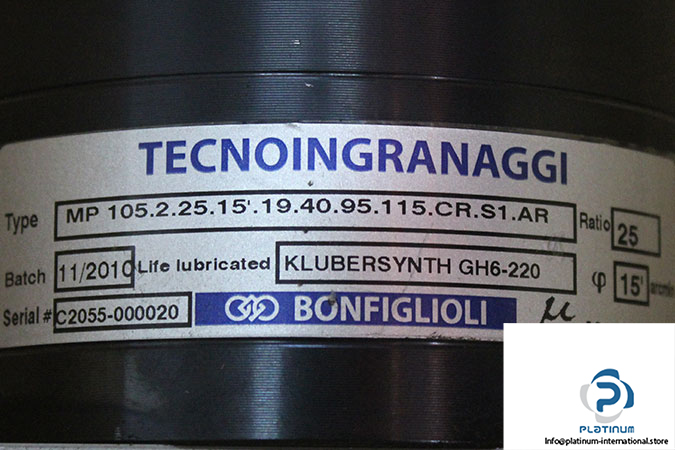 TECNOINGRANAGGI
Type MP 105.2.25.15'.19.40.95.115.CR.S1.AR Ratio 25
Batch 11/2010 Life lubricated KLUBERSYNTH GH6-220 φ 15' arcmin
Serial # C2055-000020 BONFIGLIOLI
PLATINUM
Info@platinum-international.store